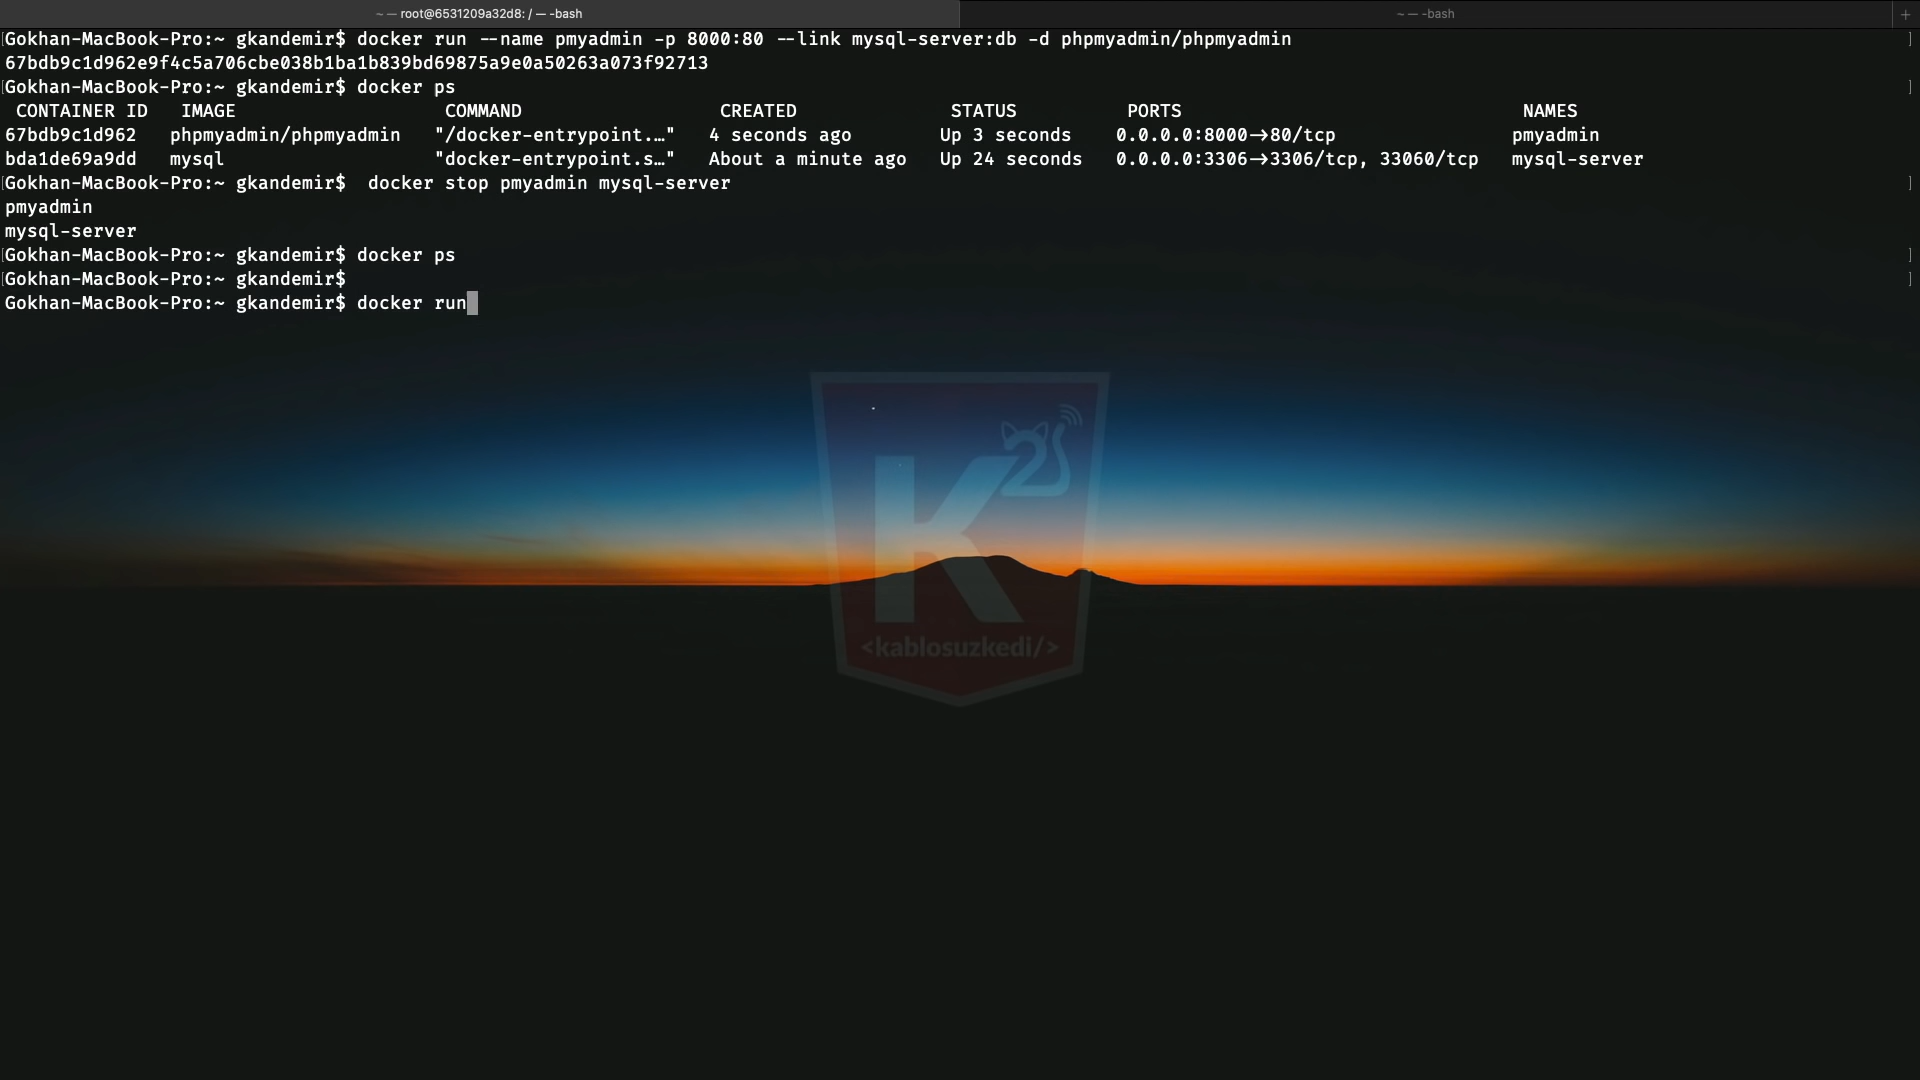 ~ — root@6531209a32d8: / — -bash
~ — -bash
+
Gokhan-MacBook-Pro:~ gkandemir$ docker run --name pmyadmin -p 8000:80 --link mysql-server:db -d phpmyadmin/phpmyadmin
67bdb9c1d962e9f4c5a706cbe038b1ba1b839bd69875a9e0a50263a073f92713
Gokhan-MacBook-Pro:~ gkandemir$ docker ps
CONTAINER ID   IMAGE                   COMMAND                  CREATED              STATUS          PORTS                               NAMES
67bdb9c1d962   phpmyadmin/phpmyadmin   "/docker-entrypoint.…"   4 seconds ago        Up 3 seconds    0.0.0.0:8000->80/tcp                pmyadmin
bda1de69a9dd   mysql                   "docker-entrypoint.s…"   About a minute ago   Up 24 seconds   0.0.0.0:3306->3306/tcp, 33060/tcp   mysql-server
Gokhan-MacBook-Pro:~ gkandemir$  docker stop pmyadmin mysql-server
pmyadmin
mysql-server
Gokhan-MacBook-Pro:~ gkandemir$ docker ps
Gokhan-MacBook-Pro:~ gkandemir$
Gokhan-MacBook-Pro:~ gkandemir$ docker run
K2
<kablosuzkedi/>